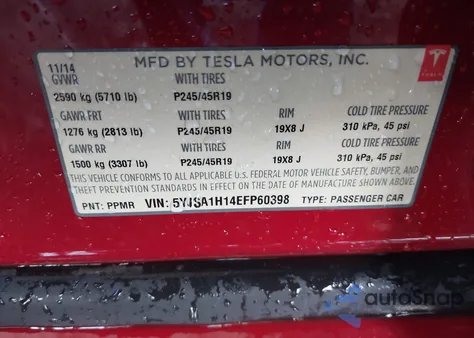 11/14 MFD BY TESLA MOTORS, INC.
GVWR WITH TIRES
2590 kg (5710 lb) P245/45R19
GAWR FRT WITH TIRES RIM COLD TIRE PRESSURE
1276 kg (2813 lb) P245/45R19 19X8 J 310 kPa, 45 psi
GAWR RR WITH TIRES RIM COLD TIRE PRESSURE
1500 kg (3307 lb) P245/45R19 19X8 J 310 kPa, 45 psi
THIS VEHICLE CONFORMS TO ALL APPLICABLE U.S. FEDERAL MOTOR VEHICLE SAFETY, BUMPER, AND
THEFT PREVENTION STANDARDS IN EFFECT ON THE DATE OF MANUFACTURE SHOWN ABOVE.
PNT: PPMR VIN: 5YJSA1H14EFP60398 TYPE: PASSENGER CAR
TESLA
autoSnap